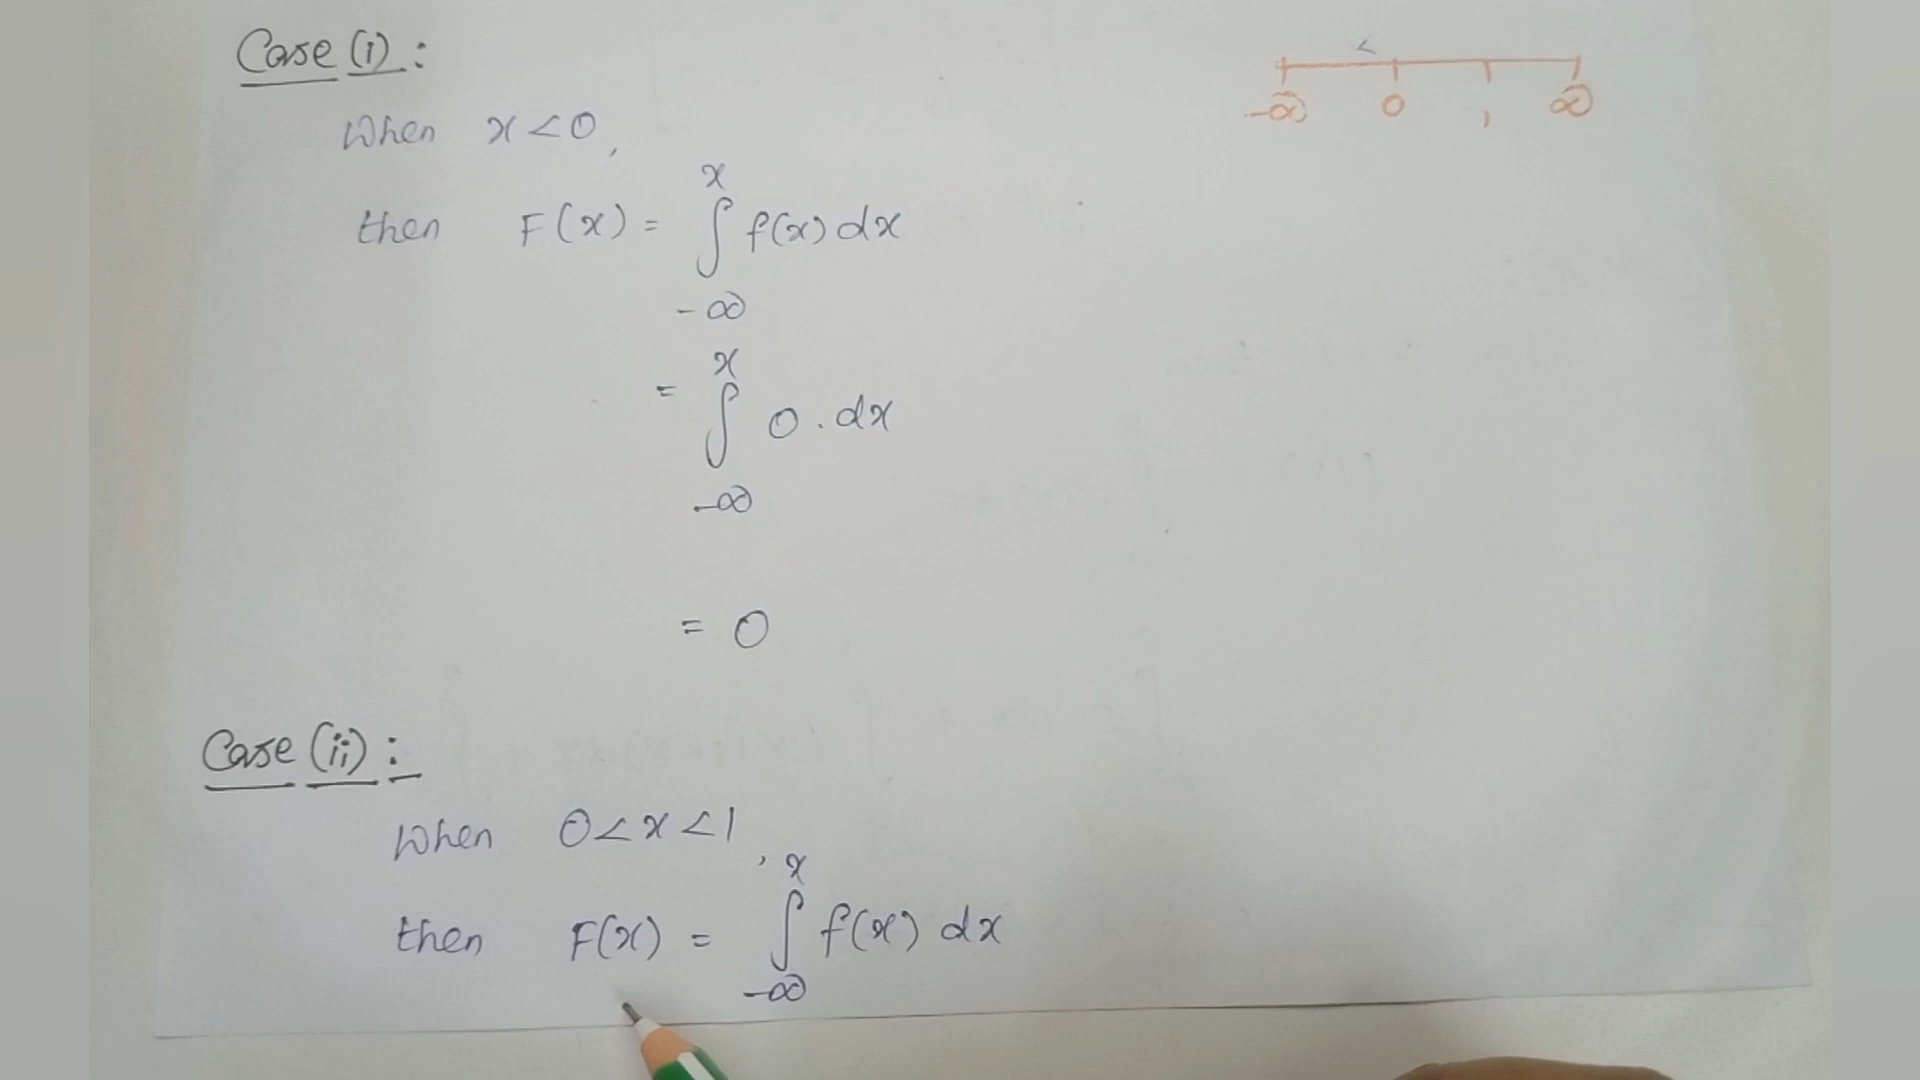 Case (i) :
-∞ 0 1 ∞
<
When x < 0,
then F(x) = ∫_{-∞}^{x} f(x) dx
= ∫_{-∞}^{x} 0 . dx
= 0
Case (ii) :
When 0 < x < 1,
then F(x) = ∫_{-∞}^{x} f(x) dx